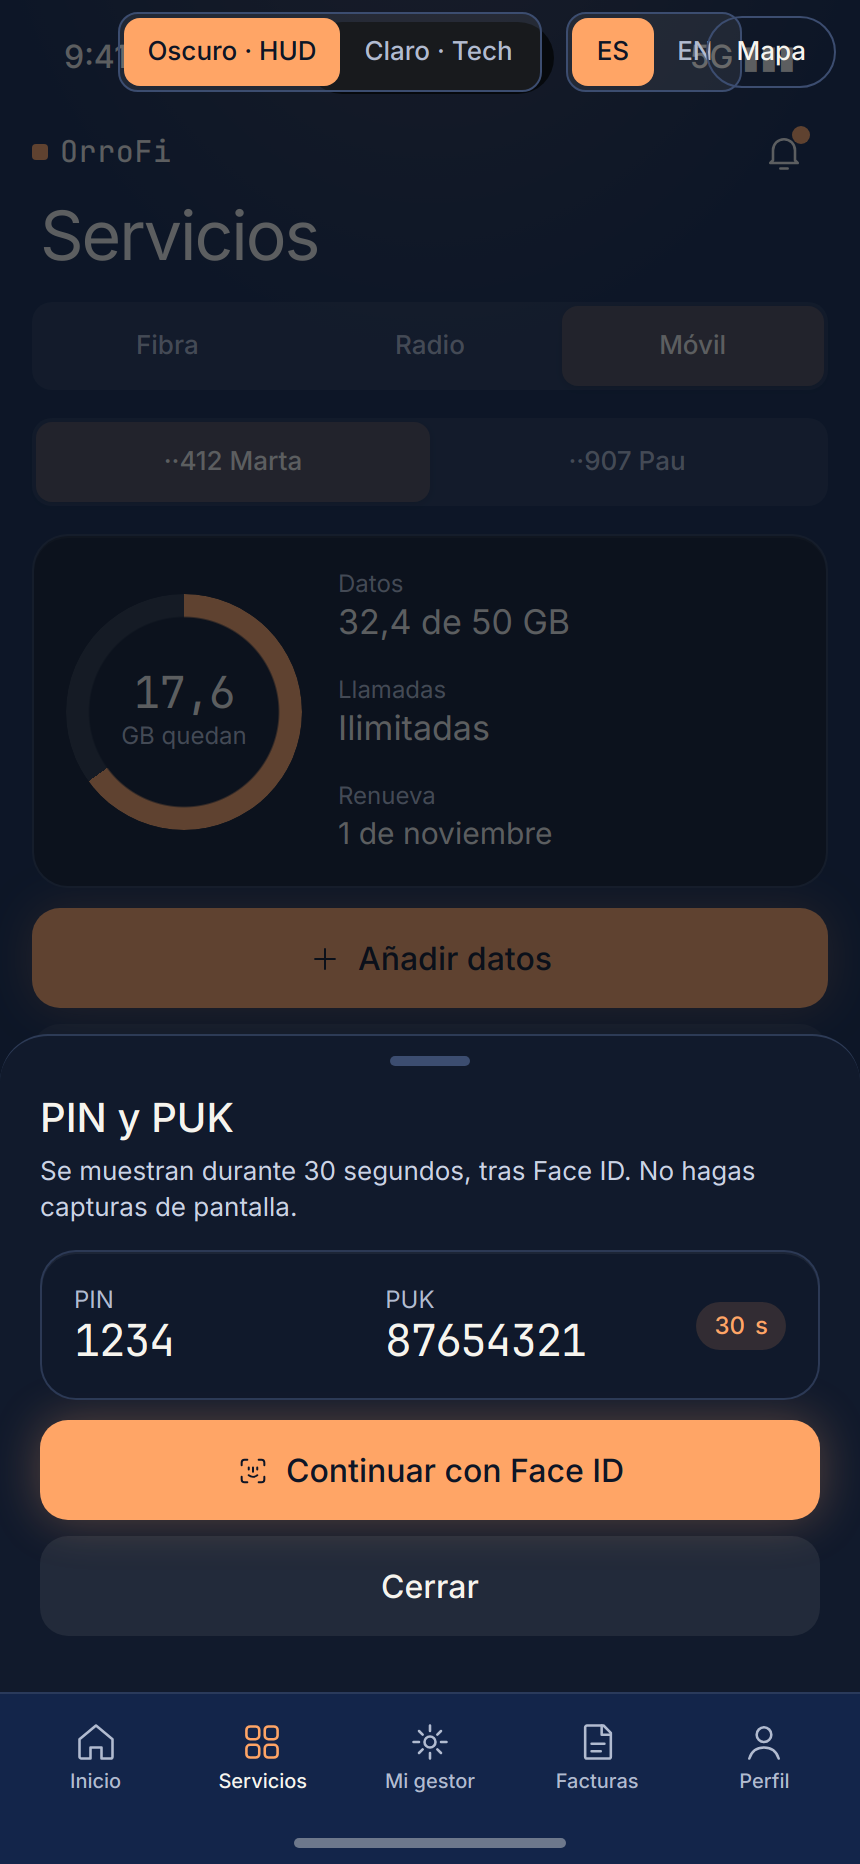 9:41
Oscuro · HUD
Claro · Tech
ES
EN
5G
Mapa
OrroFi
Servicios
Fibra
Radio
Móvil
··412 Marta
··907 Pau
17,6
GB quedan
Datos
32,4 de 50 GB
Llamadas
Ilimitadas
Renueva
1 de noviembre
Añadir datos
PIN y PUK
Se muestran durante 30 segundos, tras Face ID. No hagas
capturas de pantalla.
PIN
1234
PUK
87654321
30 s
Continuar con Face ID
Cerrar
Inicio
Servicios
Mi gestor
Facturas
Perfil